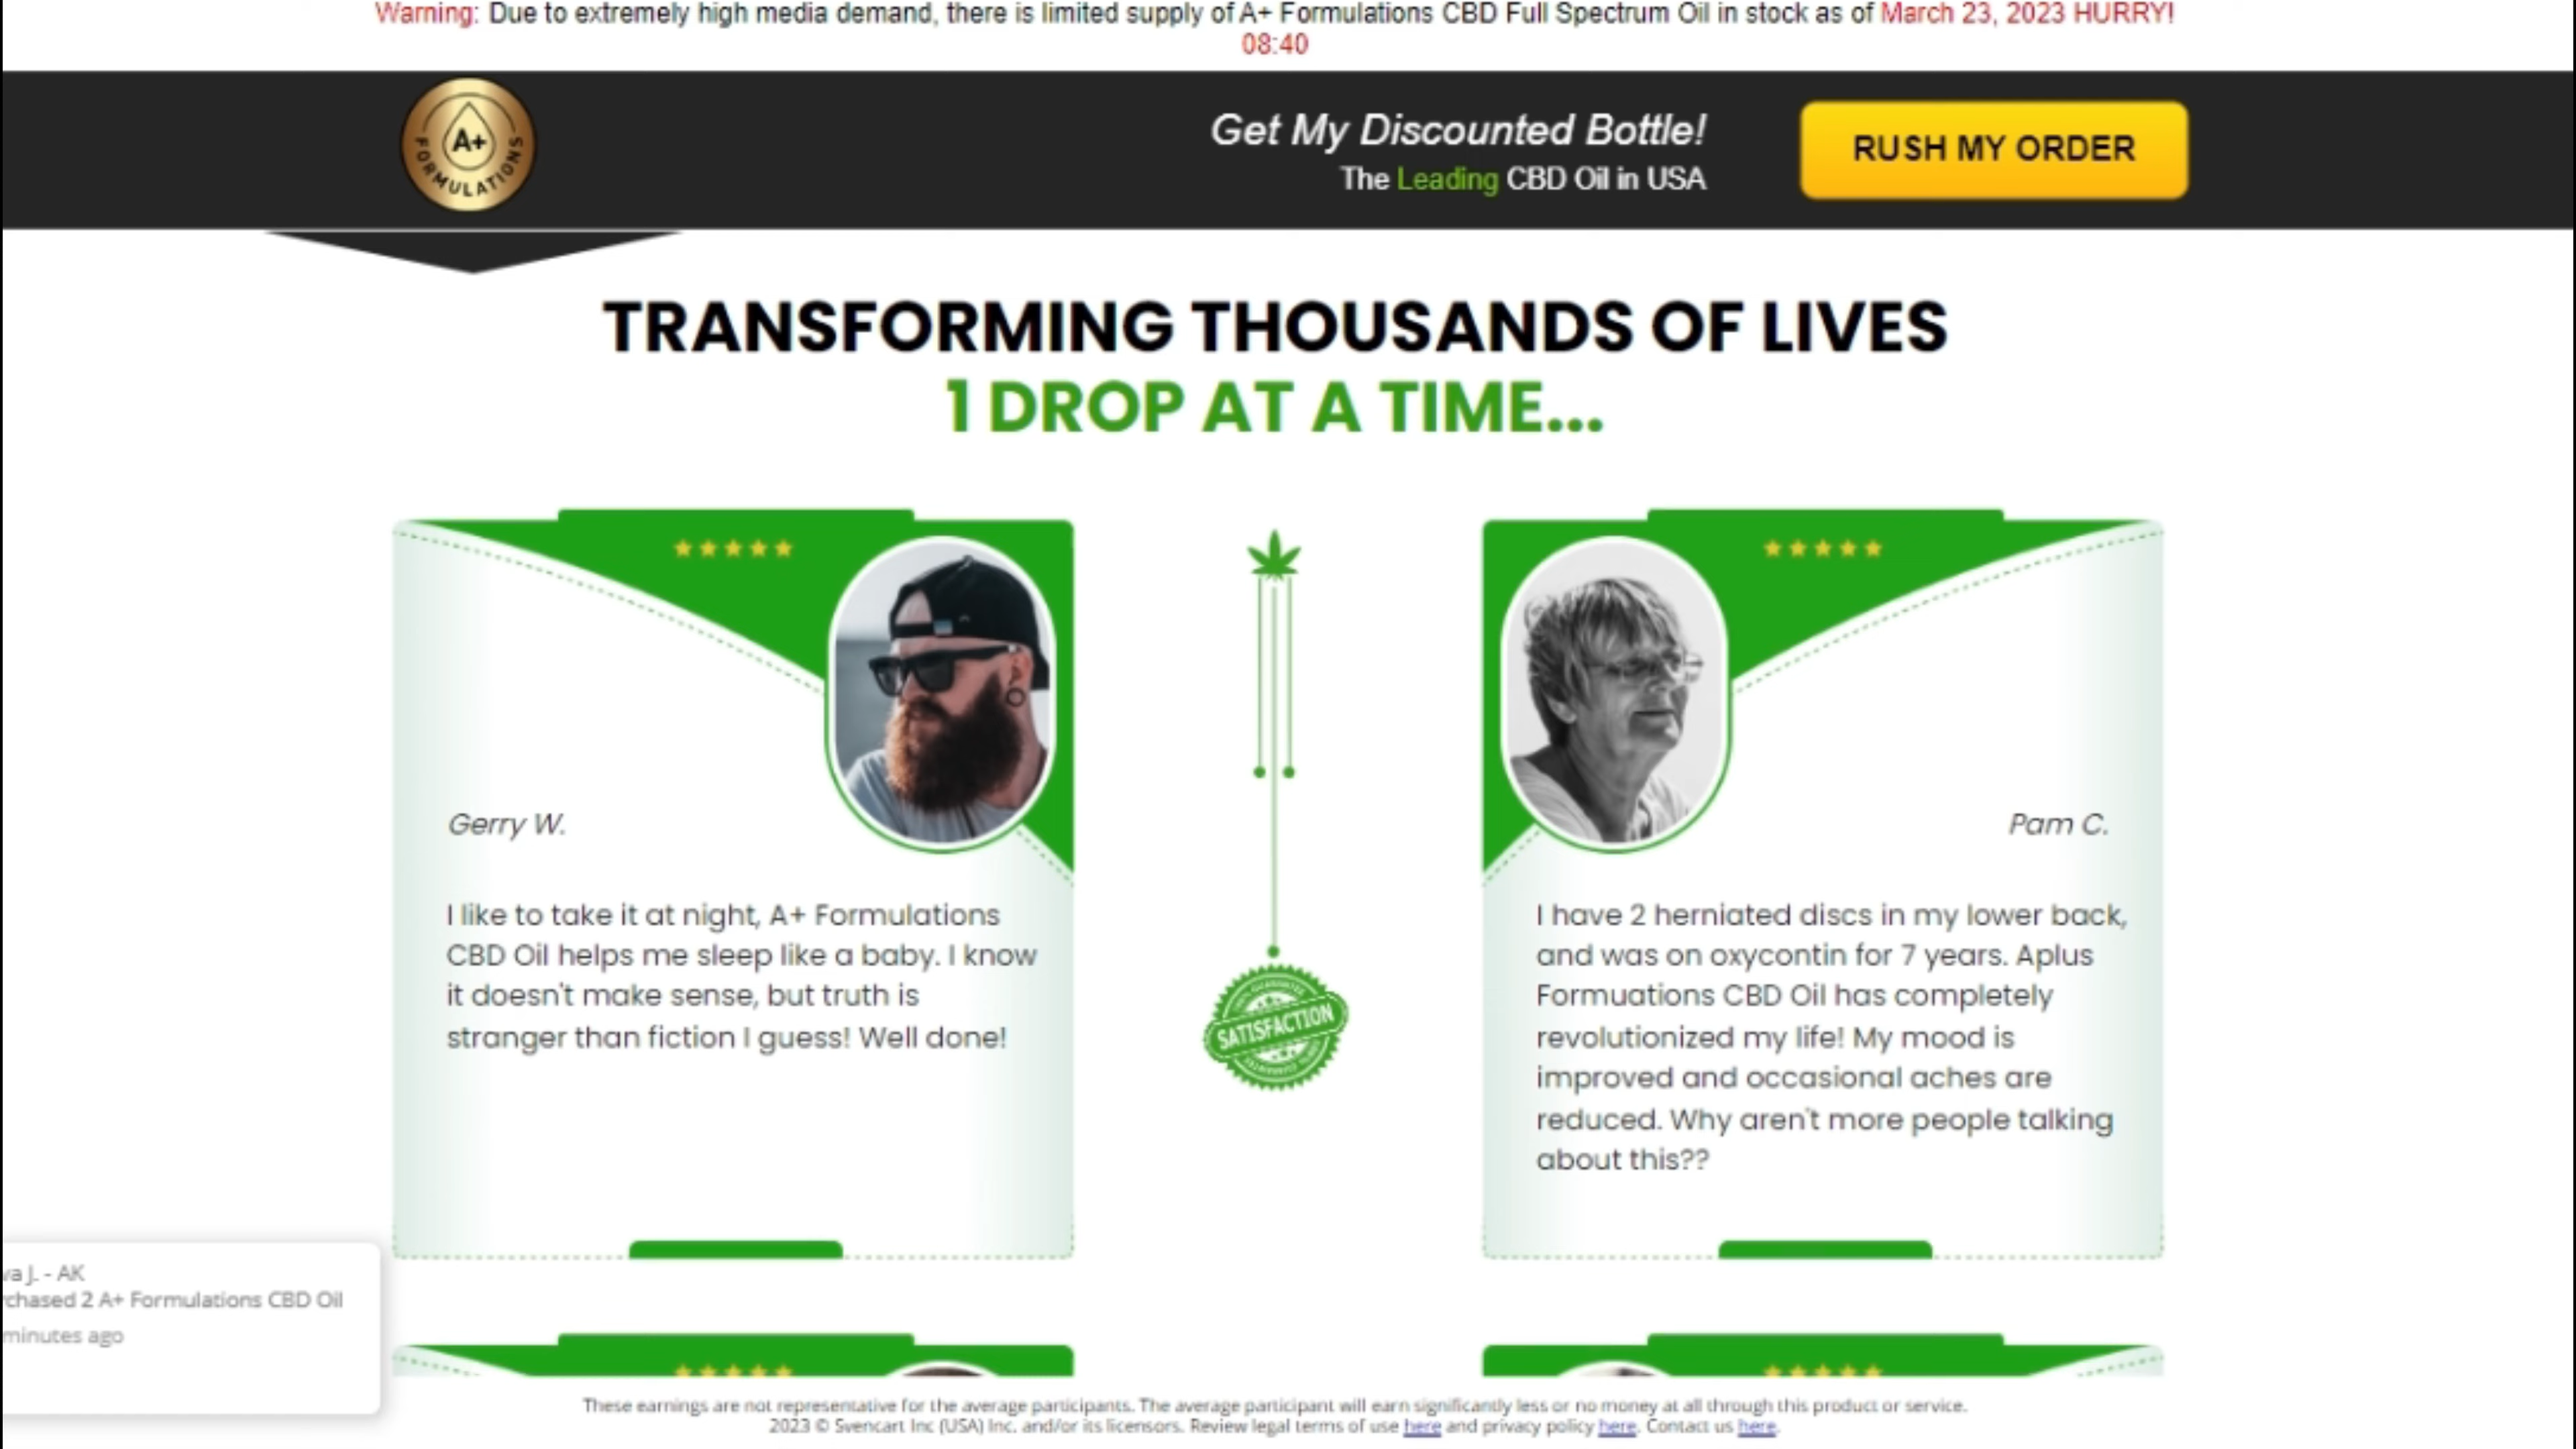 Warning: Due to extremely high media demand, there is limited supply of A+ Formulations CBD Full Spectrum Oil in stock as of March 23, 2023 HURRY!
08:40
A+
FORMULATIONS
Get My Discounted Bottle!
The Leading CBD Oil in USA
RUSH MY ORDER
TRANSFORMING THOUSANDS OF LIVES
1 DROP AT A TIME...
Gerry W.
I like to take it at night, A+ Formulations
CBD Oil helps me sleep like a baby. I know
it doesn't make sense, but truth is
stranger than fiction I guess! Well done!
SATISFACTION
Pam C.
I have 2 herniated discs in my lower back,
and was on oxycontin for 7 years. Aplus
Formuations CBD Oil has completely
revolutionized my life! My mood is
improved and occasional aches are
reduced. Why aren't more people talking
about this??
va J. - AK
rchased 2 A+ Formulations CBD Oil
minutes ago
These earnings are not representative for the average participants. The average participant will earn significantly less or no money at all through this product or service.
2023 © Svencart Inc (USA) Inc. and/or its licensors. Review legal terms of use here and privacy policy here. Contact us here.